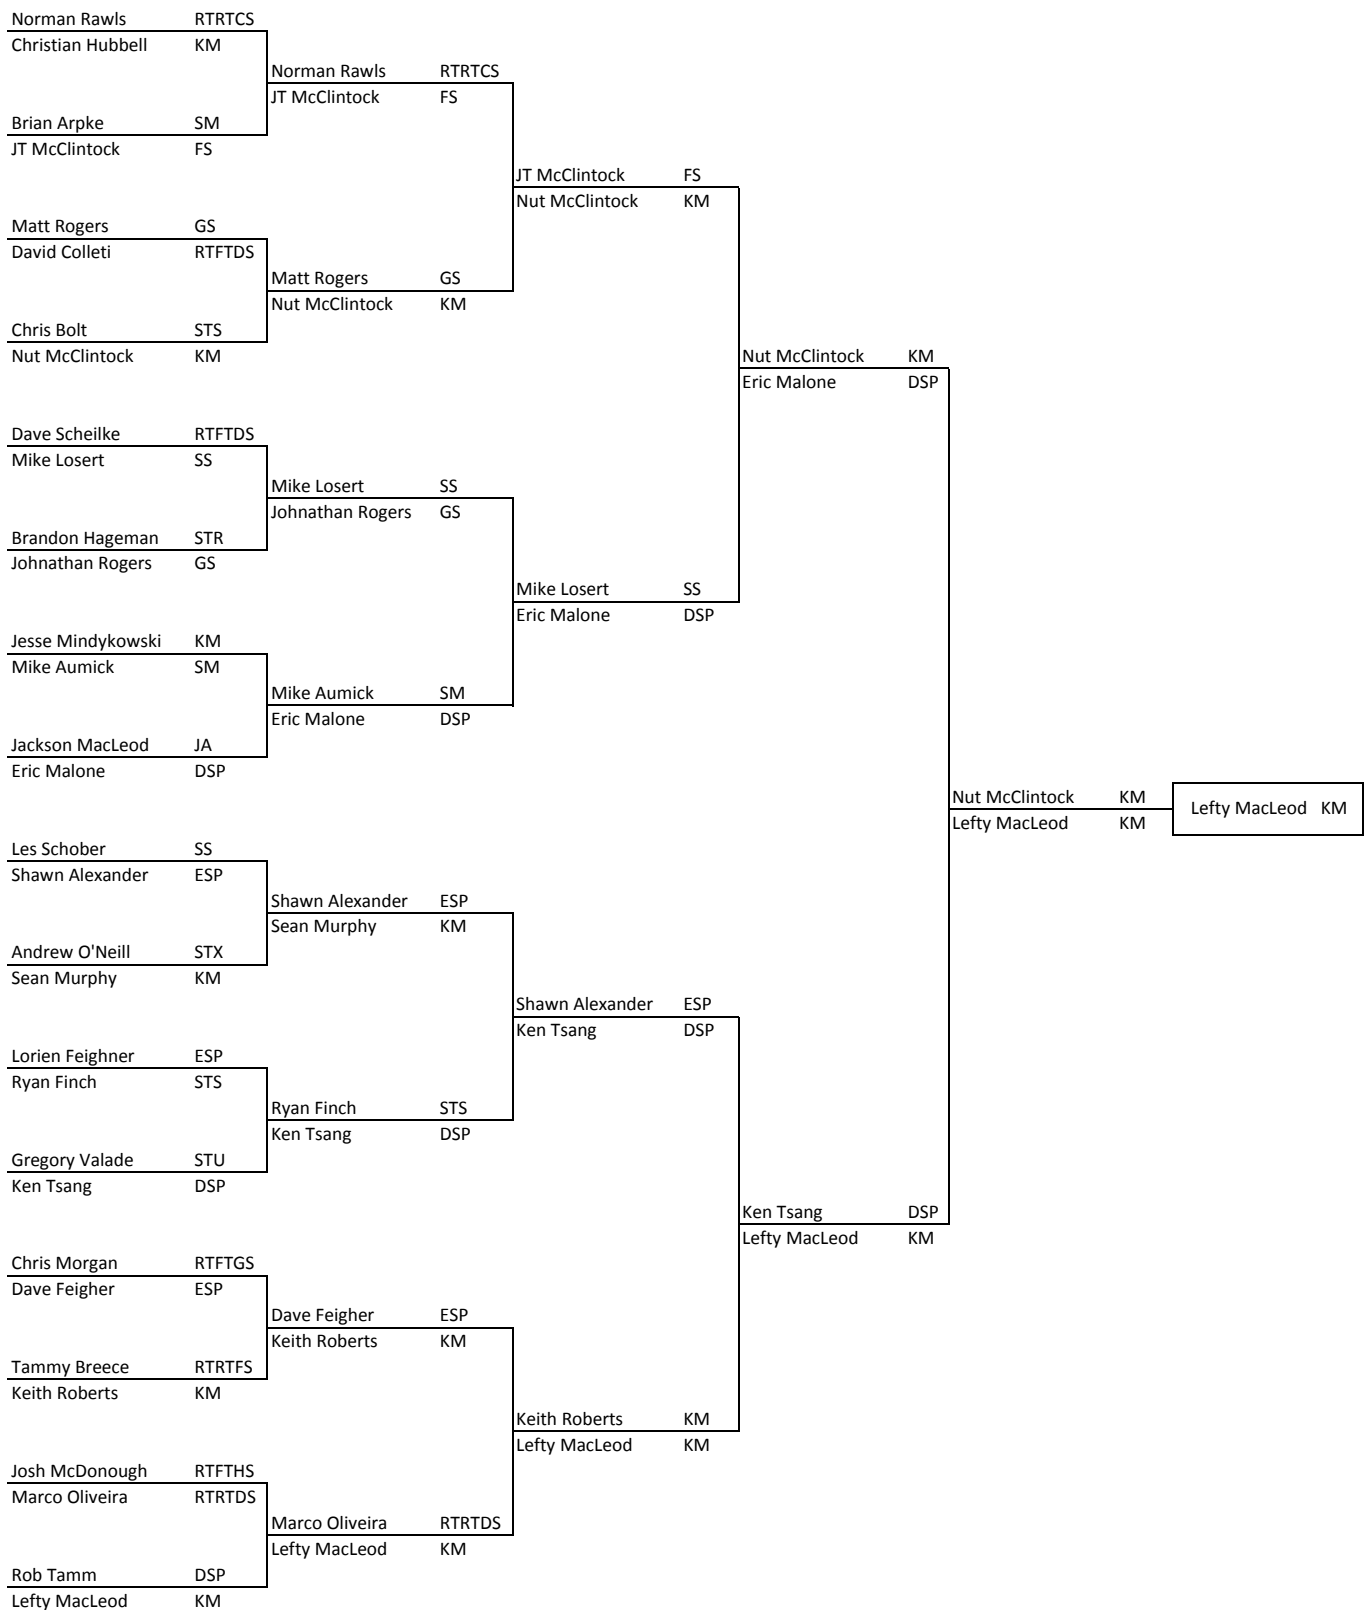 Norman Rawls RTRTCS
Christian Hubbell KM
Norman Rawls RTRTCS
JT McClintock FS
Brian Arpke SM
JT McClintock FS
JT McClintock FS
Nut McClintock KM
Matt Rogers GS
David Colleti RTFTDS
Matt Rogers GS
Nut McClintock KM
Chris Bolt STS
Nut McClintock KM
Nut McClintock KM
Eric Malone DSP
Dave Scheilke RTFTDS
Mike Losert SS
Mike Losert SS
Johnathan Rogers GS
Brandon Hageman STR
Johnathan Rogers GS
Mike Losert SS
Eric Malone DSP
Jesse Mindykowski KM
Mike Aumick SM
Mike Aumick SM
Eric Malone DSP
Jackson MacLeod JA
Eric Malone DSP
Nut McClintock KM
Lefty MacLeod KM
Lefty MacLeod KM
Les Schober SS
Shawn Alexander ESP
Shawn Alexander ESP
Sean Murphy KM
Andrew O'Neill STX
Sean Murphy KM
Shawn Alexander ESP
Ken Tsang DSP
Lorien Feighner ESP
Ryan Finch STS
Ryan Finch STS
Ken Tsang DSP
Gregory Valade STU
Ken Tsang DSP
Ken Tsang DSP
Lefty MacLeod KM
Chris Morgan RTFTGS
Dave Feigher ESP
Dave Feigher ESP
Keith Roberts KM
Tammy Breece RTRTFS
Keith Roberts KM
Keith Roberts KM
Lefty MacLeod KM
Josh McDonough RTFTHS
Marco Oliveira RTRTDS
Marco Oliveira RTRTDS
Lefty MacLeod KM
Rob Tamm DSP
Lefty MacLeod KM